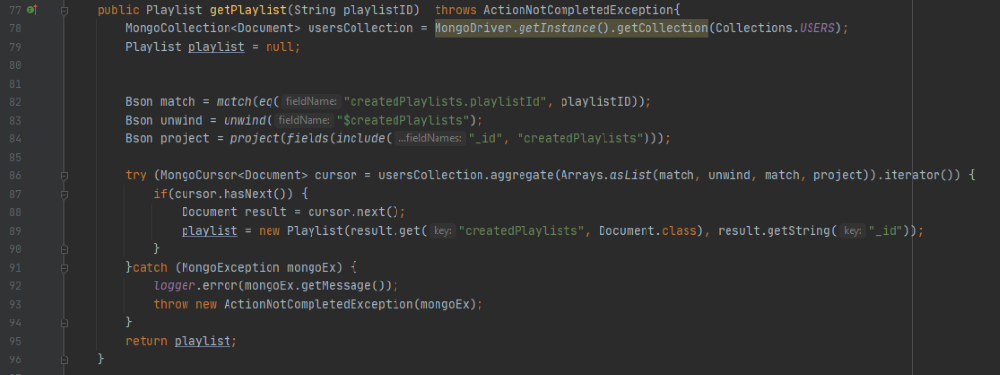 77 public Playlist getPlaylist(String playlistID)  throws ActionNotCompletedException{
78 MongoCollection<Document> usersCollection = MongoDriver.getInstance().getCollection(Collections.USERS);
79 Playlist playlist = null;
80
81
82 Bson match = match(eq( fieldName: "createdPlaylists.playlistId", playlistID));
83 Bson unwind = unwind( fieldName: "$createdPlaylists");
84 Bson project = project(fields(include( ...fieldNames: "_id", "createdPlaylists")));
85
86 try (MongoCursor<Document> cursor = usersCollection.aggregate(Arrays.asList(match, unwind, match, project)).iterator()) {
87 if(cursor.hasNext()) {
88 Document result = cursor.next();
89 playlist = new Playlist(result.get( key: "createdPlaylists", Document.class), result.getString( key: "_id"));
90 }
91 }catch (MongoException mongoEx) {
92 logger.error(mongoEx.getMessage());
93 throw new ActionNotCompletedException(mongoEx);
94 }
95 return playlist;
96 }